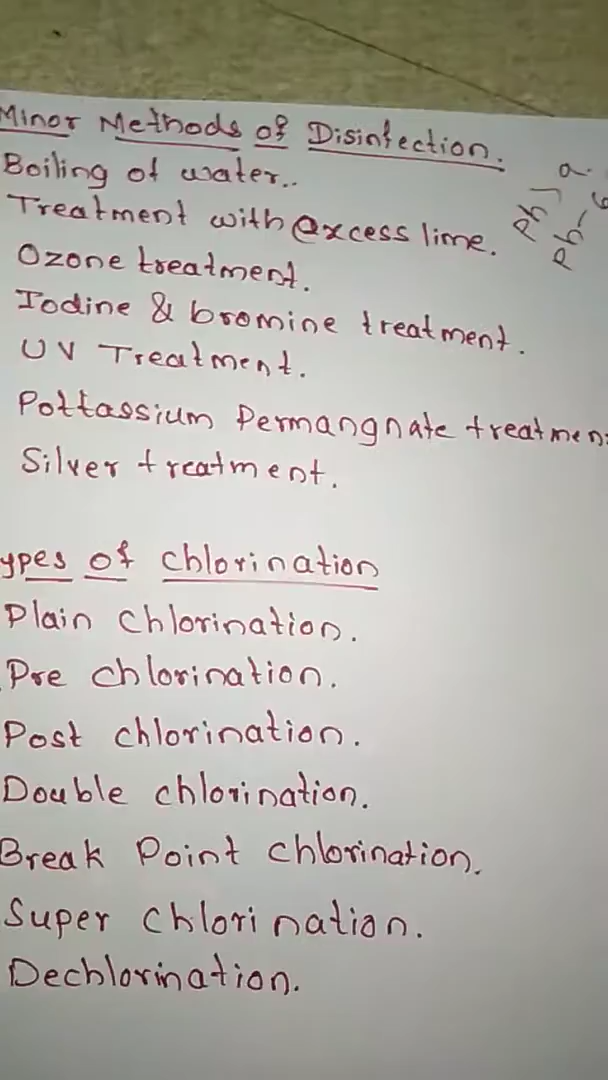 Minor Methods of Disinfection.
Boiling of water..
Treatment with excess lime.
Ozone treatment.
Iodine & bromine treatment.
UV Treatment.
Pottassium Permangnate treatmen
Silver treatment.
ypes of chlorination
Plain chlorination.
Pre chlorination.
Post chlorination.
Double chlorination.
Break Point chlorination.
Super chlorination.
Dechlorination.